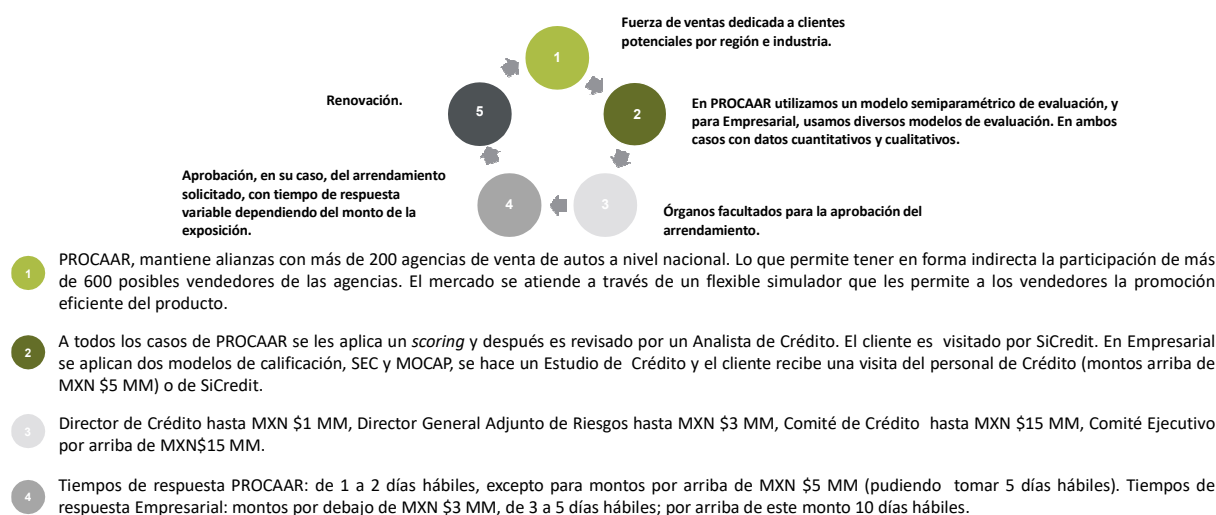 Fuerza de ventas dedicada a clientes
potenciales por región e industria.
1
Renovación.
5
2
En PROCAAR utilizamos un modelo semiparamétrico de evaluación, y
para Empresarial, usamos diversos modelos de evaluación. En ambos
casos con datos cuantitativos y cualitativos.
Aprobación, en su caso, del arrendamiento
solicitado, con tiempo de respuesta
variable dependiendo del monto de la
exposición.
4
3
Órganos facultados para la aprobación del
arrendamiento.
1
PROCAAR, mantiene alianzas con más de 200 agencias de venta de autos a nivel nacional. Lo que permite tener en forma indirecta la participación de más
de 600 posibles vendedores de las agencias. El mercado se atiende a través de un flexible simulador que les permite a los vendedores la promoción
eficiente del producto.
2
A todos los casos de PROCAAR se les aplica un scoring y después es revisado por un Analista de Crédito. El cliente es visitado por SiCredit. En Empresarial
se aplican dos modelos de calificación, SEC y MOCAP, se hace un Estudio de Crédito y el cliente recibe una visita del personal de Crédito (montos arriba de
MXN $5 MM) o de SiCredit.
3
Director de Crédito hasta MXN $1 MM, Director General Adjunto de Riesgos hasta MXN $3 MM, Comité de Crédito hasta MXN $15 MM, Comité Ejecutivo
por arriba de MXN$15 MM.
4
Tiempos de respuesta PROCAAR: de 1 a 2 días hábiles, excepto para montos por arriba de MXN $5 MM (pudiendo tomar 5 días hábiles). Tiempos de
respuesta Empresarial: montos por debajo de MXN $3 MM, de 3 a 5 días hábiles; por arriba de este monto 10 días hábiles.